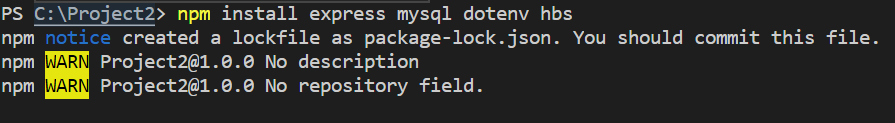 PS C:\Project2> npm install express mysql dotenv hbs
npm notice created a lockfile as package-lock.json. You should commit this file.
npm WARN Project2@1.0.0 No description
npm WARN Project2@1.0.0 No repository field.